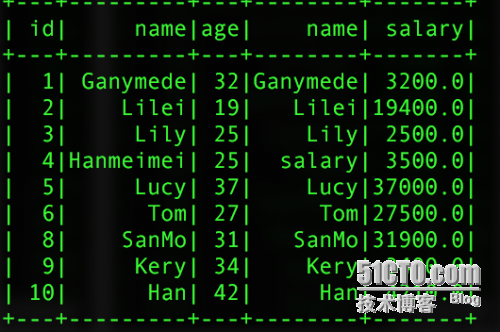 +---+---------+---+--------+-------+
| id|     name|age|    name| salary|
+---+---------+---+--------+-------+
|  1| Ganymede| 32|Ganymede| 3200.0|
|  2|    Lilei| 19|   Lilei|19400.0|
|  3|     Lily| 25|    Lily| 2500.0|
|  4|Hanmeimei| 25|  salary| 3500.0|
|  5|     Lucy| 37|    Lucy|37000.0|
|  6|      Tom| 27|     Tom|27500.0|
|  8|    SanMo| 31|   SanMo|31900.0|
|  9|     Kery| 34|    Kery|
| 10|      Han| 42|     Han|
+---+---------+---+--------+-------+
51CTO.com
技术博客 Blog